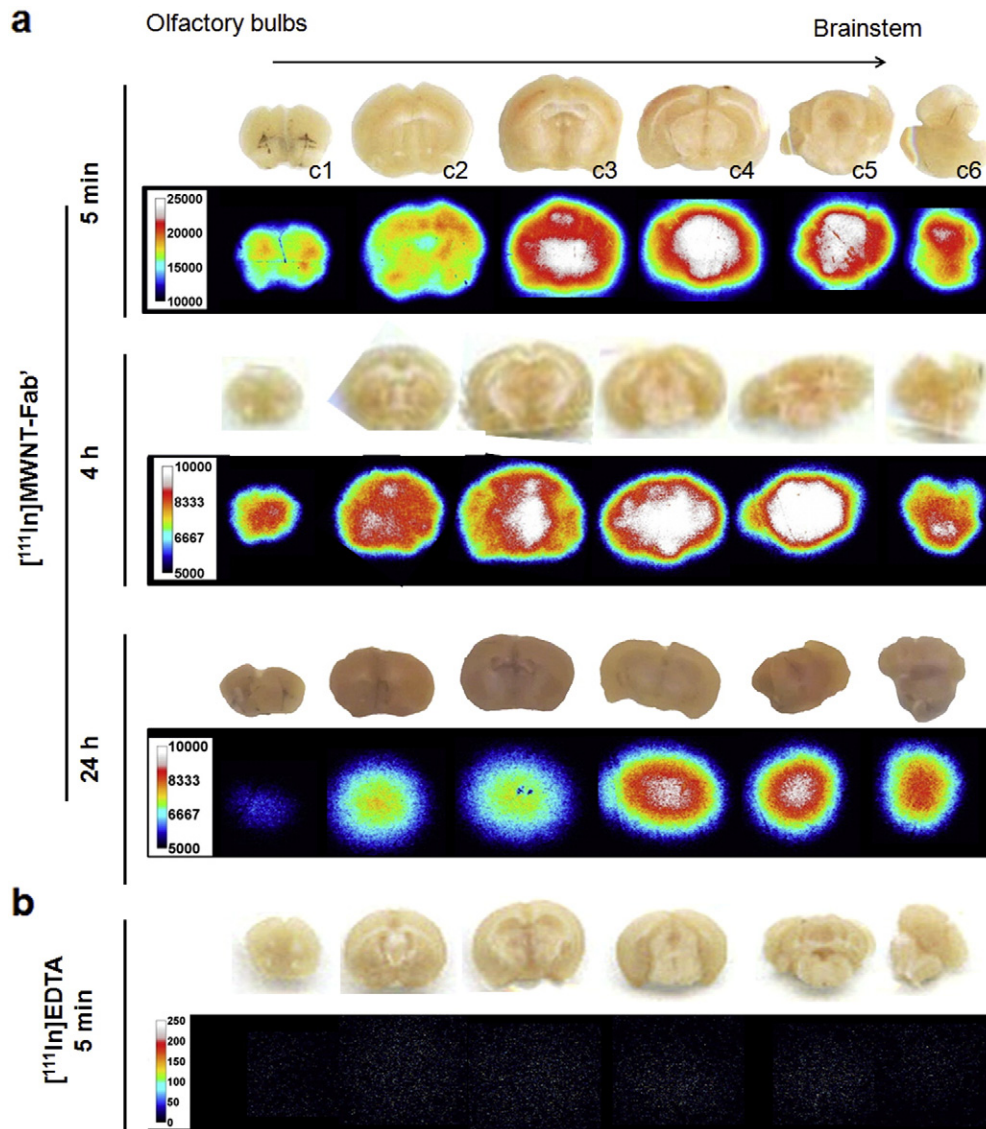 a
Olfactory bulbs
Brainstem
c1 c2 c3 c4 c5 c6
5 min
25000
20000
15000
10000
[¹¹¹In]MWNT-Fab'
4 h
10000
8333
6667
5000
24 h
10000
8333
6667
5000
b
[¹¹¹In]EDTA
5 min
250
200
150
100
50
0